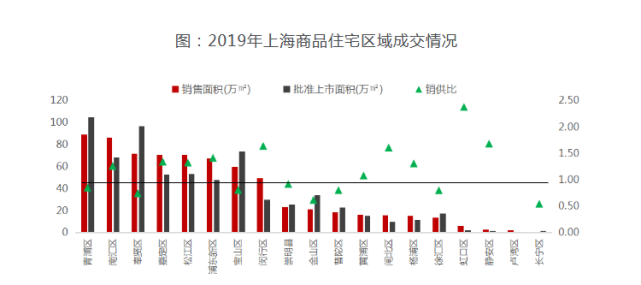 图：2019年上海商品住宅区域成交情况
销售面积(万㎡) 批准上市面积(万㎡) 销供比
120 2.50
100 2.00
80 1.50
60 1.00
40 0.50
20 0.00
0
青浦区 南汇区 奉贤区 嘉定区 松江区 浦东新区 宝山区 闵行区 崇明县 金山区 普陀区 黄浦区 闸北区 杨浦区 徐汇区 虹口区 静安区 卢湾区 长宁区